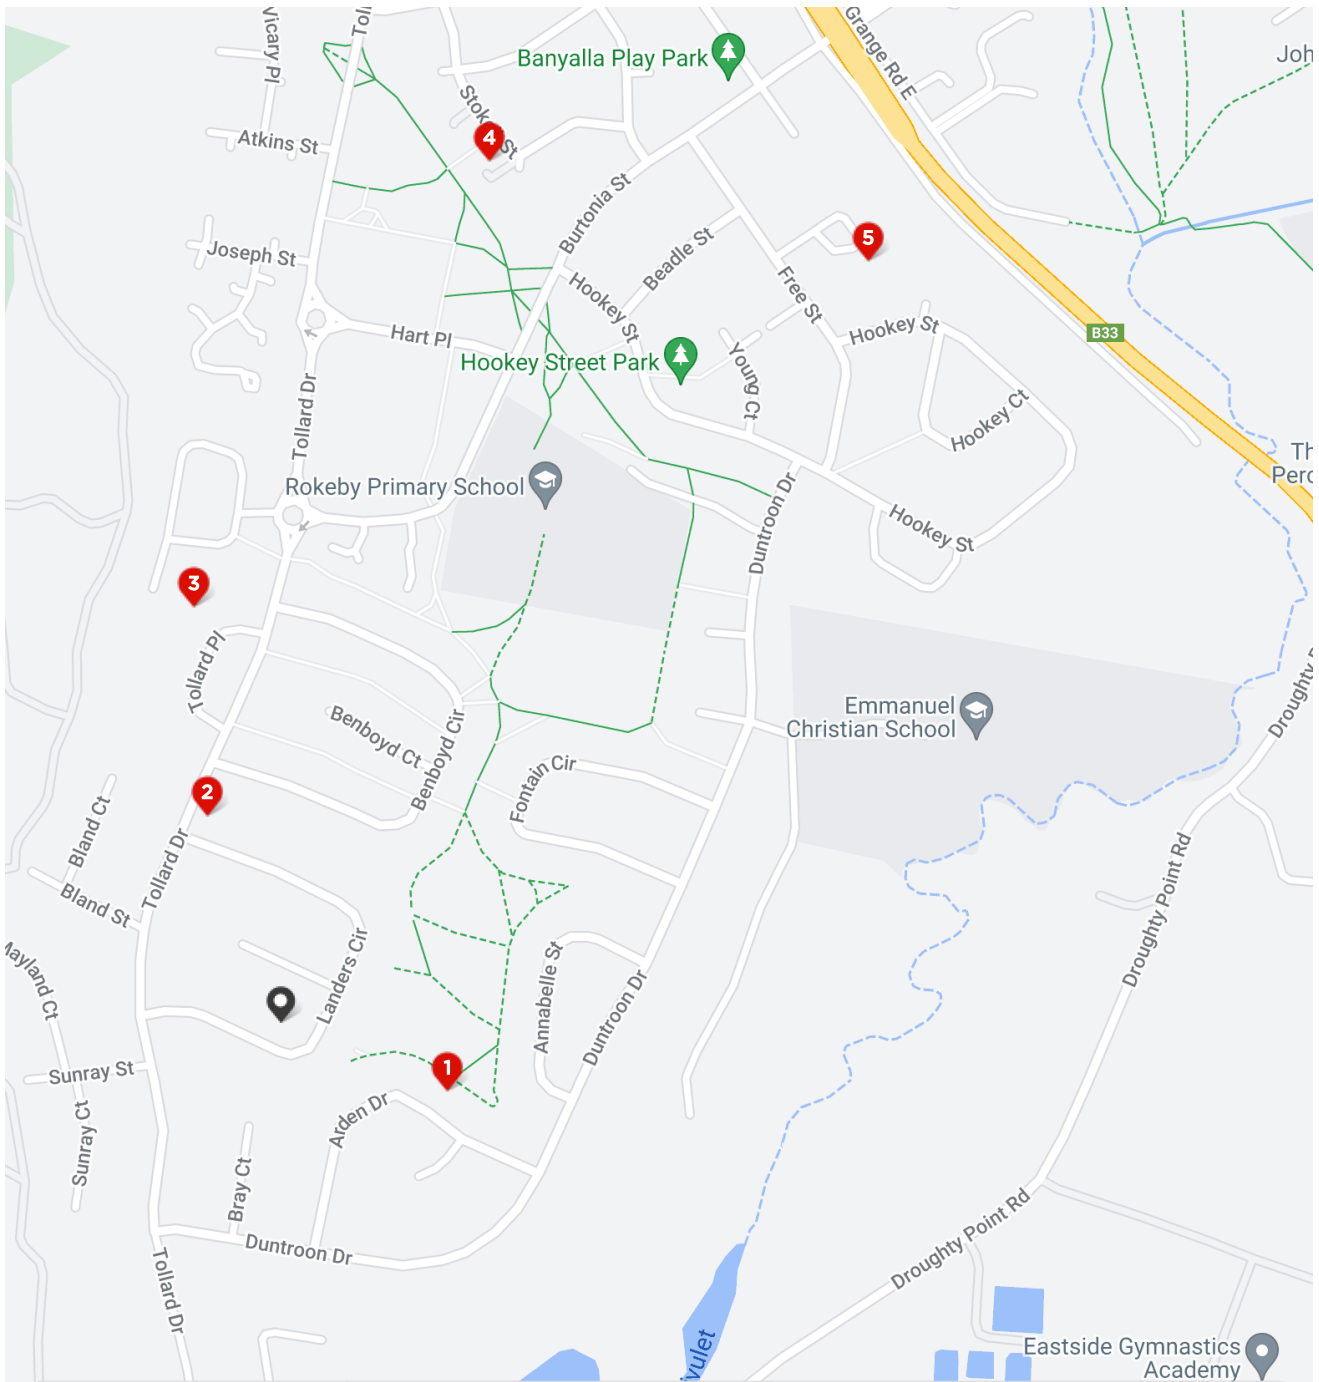 Vicary Pl
Toll
Grange Rd E
Joh
Banyalla Play Park
Atkins St
4
Burtonia St
Joseph St
Beadle St
5
Free St
Hookey St
Hart Pl
Hookey St
B33
Hookey Street Park
Young Ct
Tollard Dr
Hookey Ct
Th
Perc
Rokeby Primary School
Duntroon Dr
Hookey St
3
Tollard Pl
Emmanuel
Christian School
Benboyd Ct
Benboyd Cir
Fontain Cir
2
Bland Ct
Tollard Dr
Bland St
Droughty Point Rd
Landers Cir
Annabelle St
Duntroon Dr
Sunray St
1
Sunray Ct
Arden Dr
Bray Ct
Duntroon Dr
Droughty Point Rd
Tollard Dr
vulet
Eastside Gymnastics
Academy